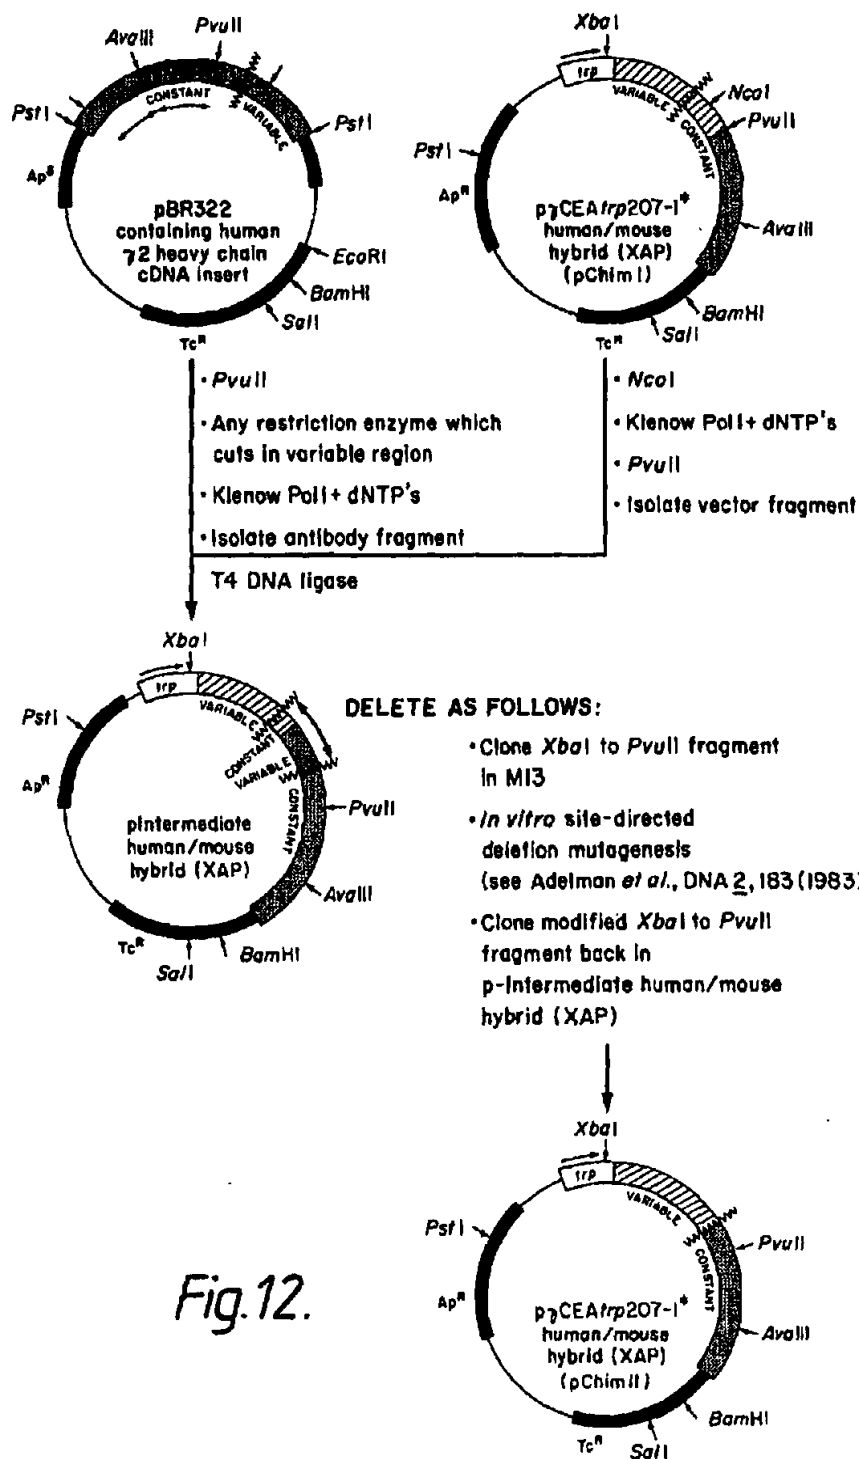 PvuII
AvaIII
PstI
CONSTANT
VARIABLE
PstI
Ap^S
pBR322
containing human
γ2 heavy chain
cDNA insert
EcoRI
BamHI
SalI
Tc^R
XbaI
trp
VARIABLE
CONSTANT
NcoI
PvuII
PstI
Ap^R
pγCEAtrp207-1*
human/mouse
hybrid (XAP)
(pChimI)
AvaIII
BamHI
SalI
Tc^R
• PvuII
• Any restriction enzyme which
cuts in variable region
• Klenow PolI + dNTP's
• Isolate antibody fragment
• NcoI
• Klenow PolI + dNTP's
• PvuII
• Isolate vector fragment
T4 DNA ligase
XbaI
trp
VARIABLE
CONSTANT
VARIABLE
CONSTANT
PstI
Ap^R
pIntermediate
human/mouse
hybrid (XAP)
PvuII
AvaIII
BamHI
SalI
Tc^R
DELETE AS FOLLOWS:
• Clone XbaI to PvuII fragment
in M13
• In vitro site-directed
deletion mutagenesis
(see Adelman et al., DNA 2, 183 (1983)
• Clone modified XbaI to PvuII
fragment back in
p-Intermediate human/mouse
hybrid (XAP)
XbaI
trp
VARIABLE
CONSTANT
PstI
Ap^R
PvuII
pγCEAtrp207-1*
human/mouse
hybrid (XAP)
(pChimII)
AvaIII
BamHI
SalI
Tc^R
Fig.12.